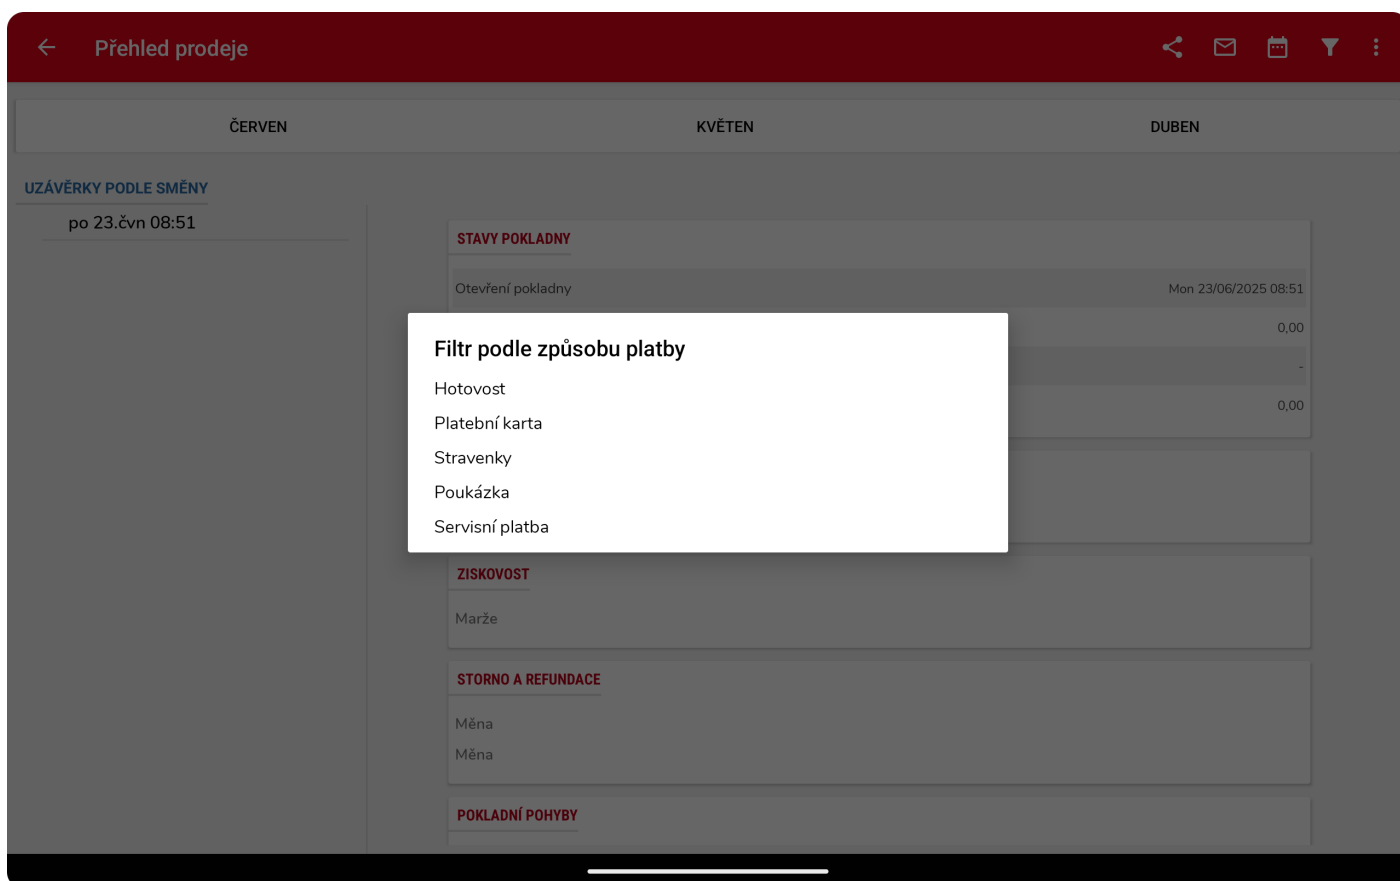 Přehled prodeje
ČERVEN KVĚTEN DUBEN
UZÁVĚRKY PODLE SMĚNY
po 23.čvn 08:51
STAVY POKLADNY
Otevření pokladny Mon 23/06/2025 08:51
0,00
-
0,00
Filtr podle způsobu platby
Hotovost
Platební karta
Stravenky
Poukázka
Servisní platba
ZISKOVOST
Marže
STORNO A REFUNDACE
Měna
Měna
POKLADNÍ POHYBY